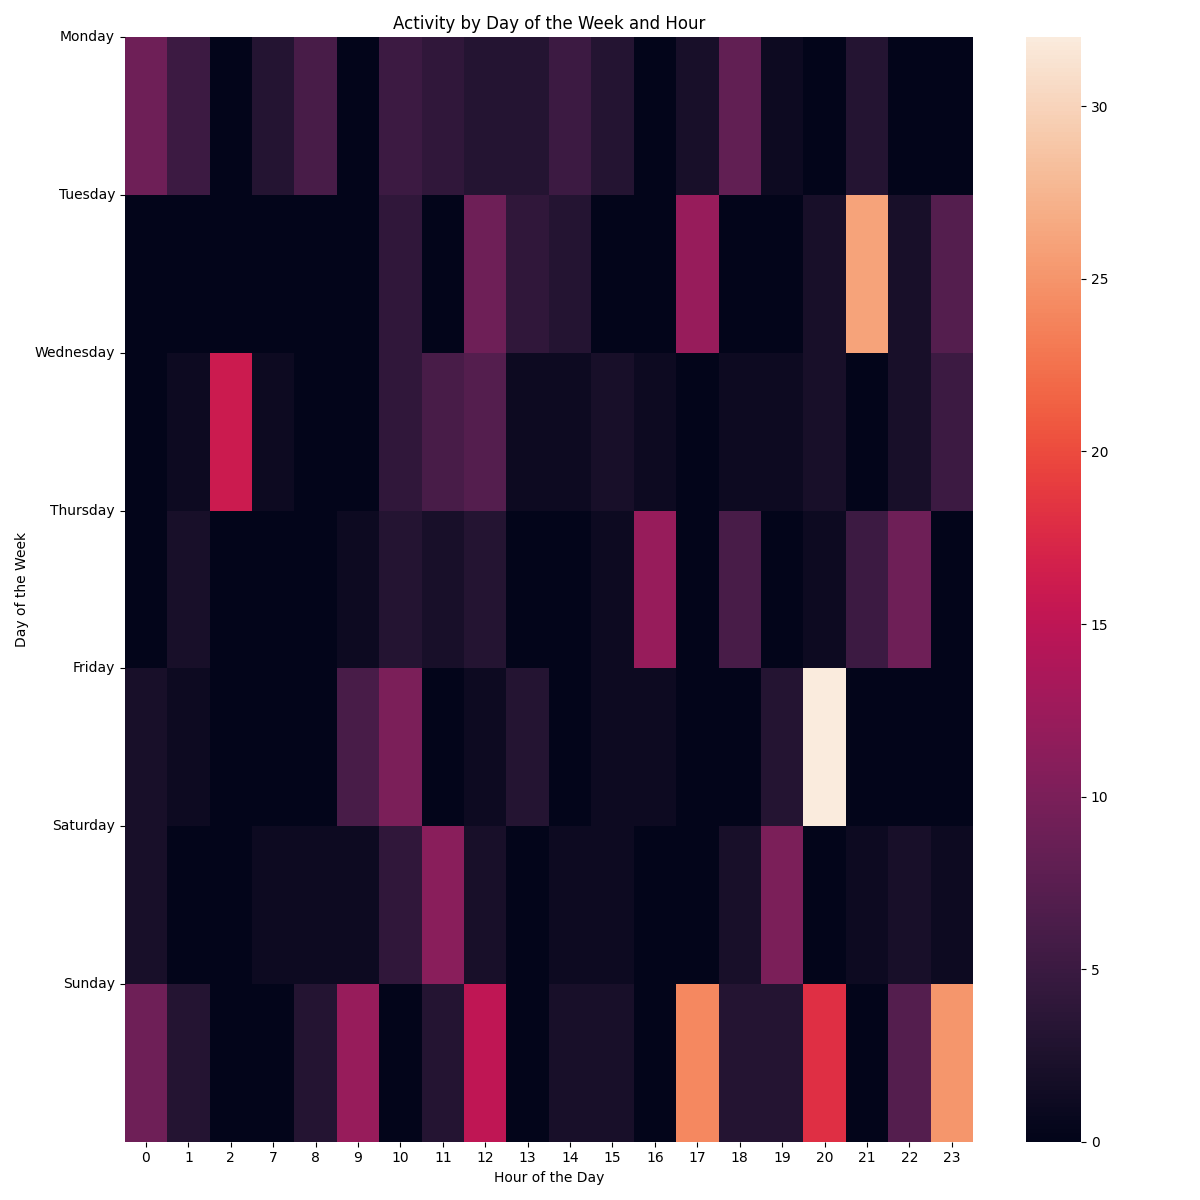 Activity by Day of the Week and Hour
Monday
Tuesday
Wednesday
Thursday
Friday
Saturday
Sunday
Day of the Week
0 1 2 7 8 9 10 11 12 13 14 15 16 17 18 19 20 21 22 23
Hour of the Day
30
25
20
15
10
5
0